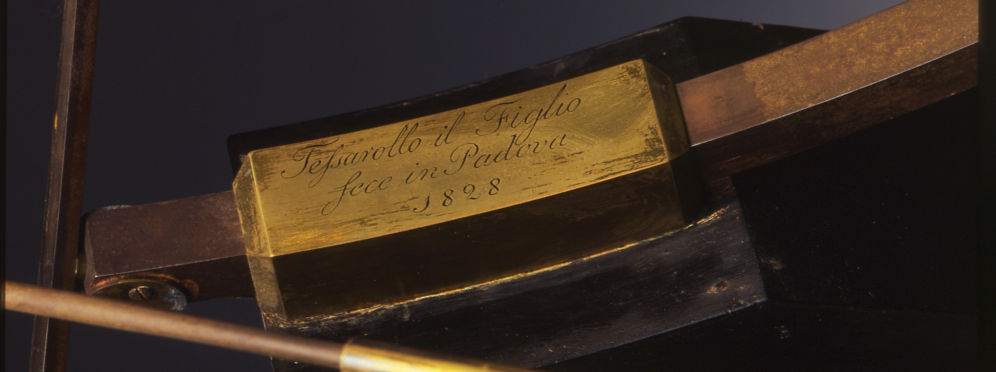 Teſsarollo il Figlio
fece in Padova
1828